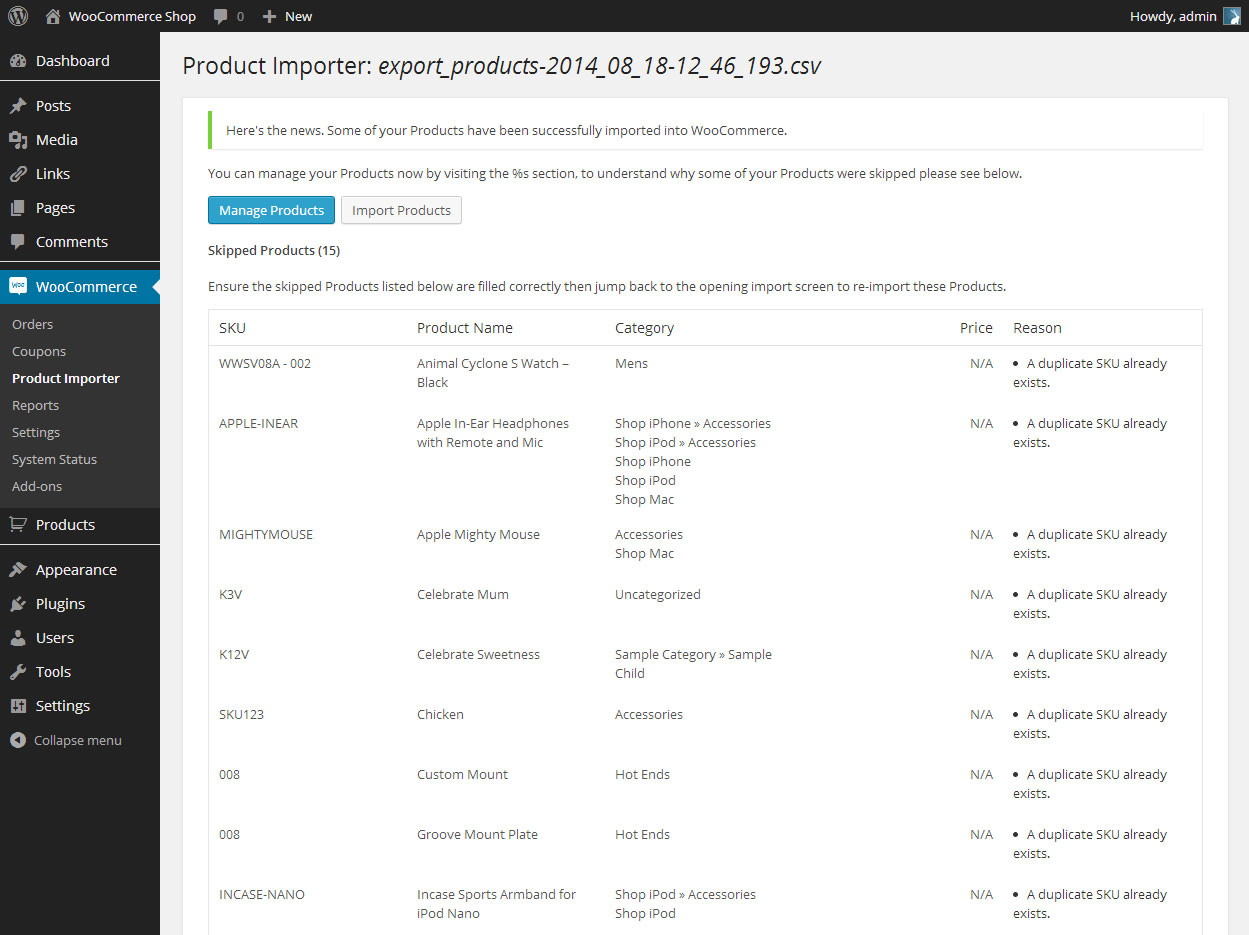 WooCommerce Shop 0 New Howdy, admin
Dashboard
Posts
Media
Links
Pages
Comments
WooCommerce
Orders
Coupons
Product Importer
Reports
Settings
System Status
Add-ons
Products
Appearance
Plugins
Users
Tools
Settings
Collapse menu
Product Importer: export_products-2014_08_18-12_46_193.csv
Here's the news. Some of your Products have been successfully imported into WooCommerce.
You can manage your Products now by visiting the %s section, to understand why some of your Products were skipped please see below.
Manage Products Import Products
Skipped Products (15)
Ensure the skipped Products listed below are filled correctly then jump back to the opening import screen to re-import these Products.
SKU Product Name Category Price Reason
WWSV08A - 002 Animal Cyclone S Watch – Mens N/A • A duplicate SKU already
Black exists.
APPLE-INEAR Apple In-Ear Headphones Shop iPhone » Accessories N/A • A duplicate SKU already
with Remote and Mic Shop iPod » Accessories exists.
Shop iPhone
Shop iPod
Shop Mac
MIGHTYMOUSE Apple Mighty Mouse Accessories N/A • A duplicate SKU already
Shop Mac exists.
K3V Celebrate Mum Uncategorized N/A • A duplicate SKU already
exists.
K12V Celebrate Sweetness Sample Category » Sample N/A • A duplicate SKU already
Child exists.
SKU123 Chicken Accessories N/A • A duplicate SKU already
exists.
008 Custom Mount Hot Ends N/A • A duplicate SKU already
exists.
008 Groove Mount Plate Hot Ends N/A • A duplicate SKU already
exists.
INCASE-NANO Incase Sports Armband for Shop iPod » Accessories N/A • A duplicate SKU already
iPod Nano Shop iPod exists.